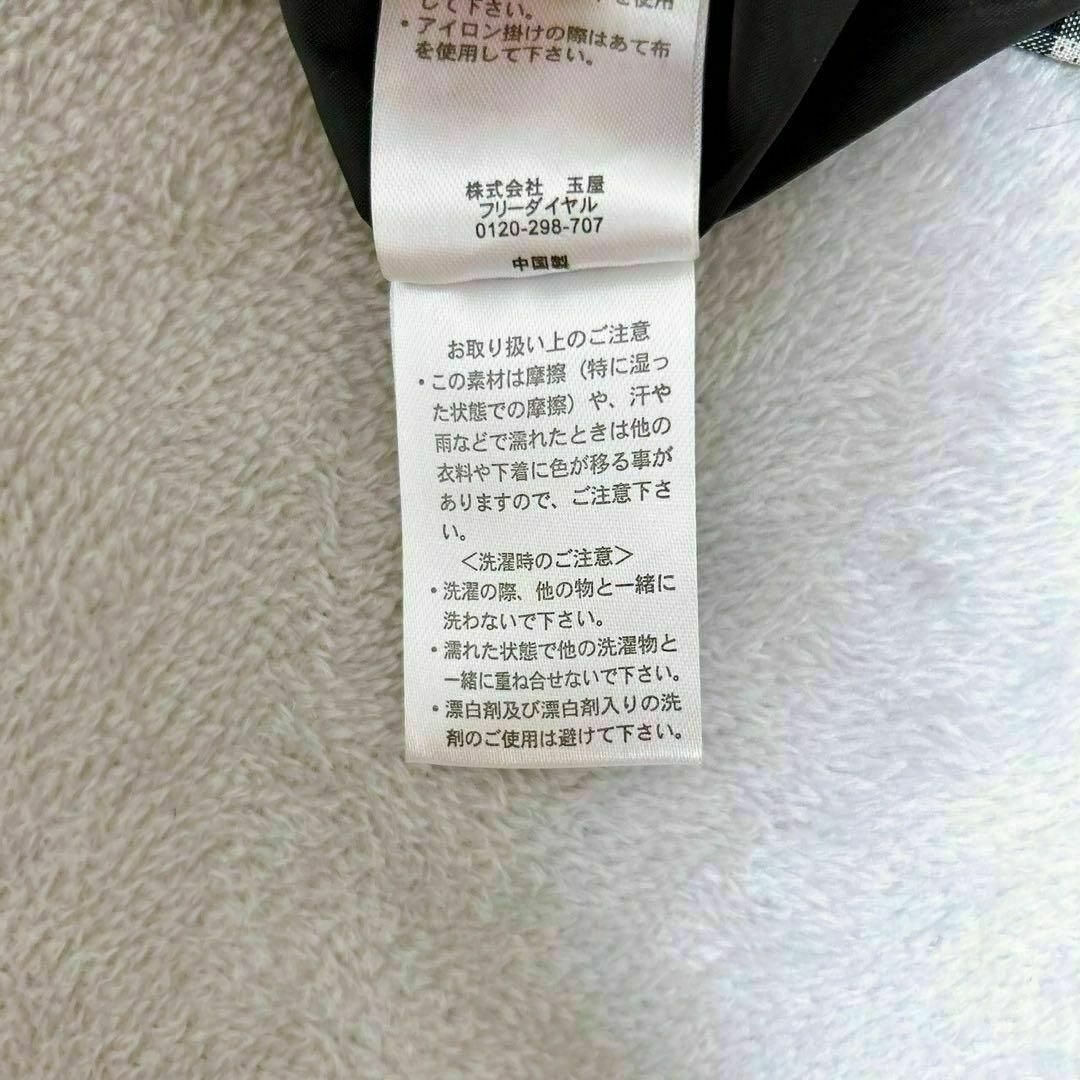 を使用
して下さい。
・アイロン掛けの際はあて布
を使用して下さい。
株式会社 玉屋
フリーダイヤル
0120-298-707
中国製
お取り扱い上のご注意
・この素材は摩擦（特に湿っ
た状態での摩擦）や、汗や
雨などで濡れたときは他の
衣料や下着に色が移る事が
ありますので、ご注意下さ
い。
＜洗濯時のご注意＞
・洗濯の際、他の物と一緒に
洗わないで下さい。
・濡れた状態で他の洗濯物と
一緒に重ね合せないで下さい。
・漂白剤及び漂白剤入りの洗
剤のご使用は避けて下さい。